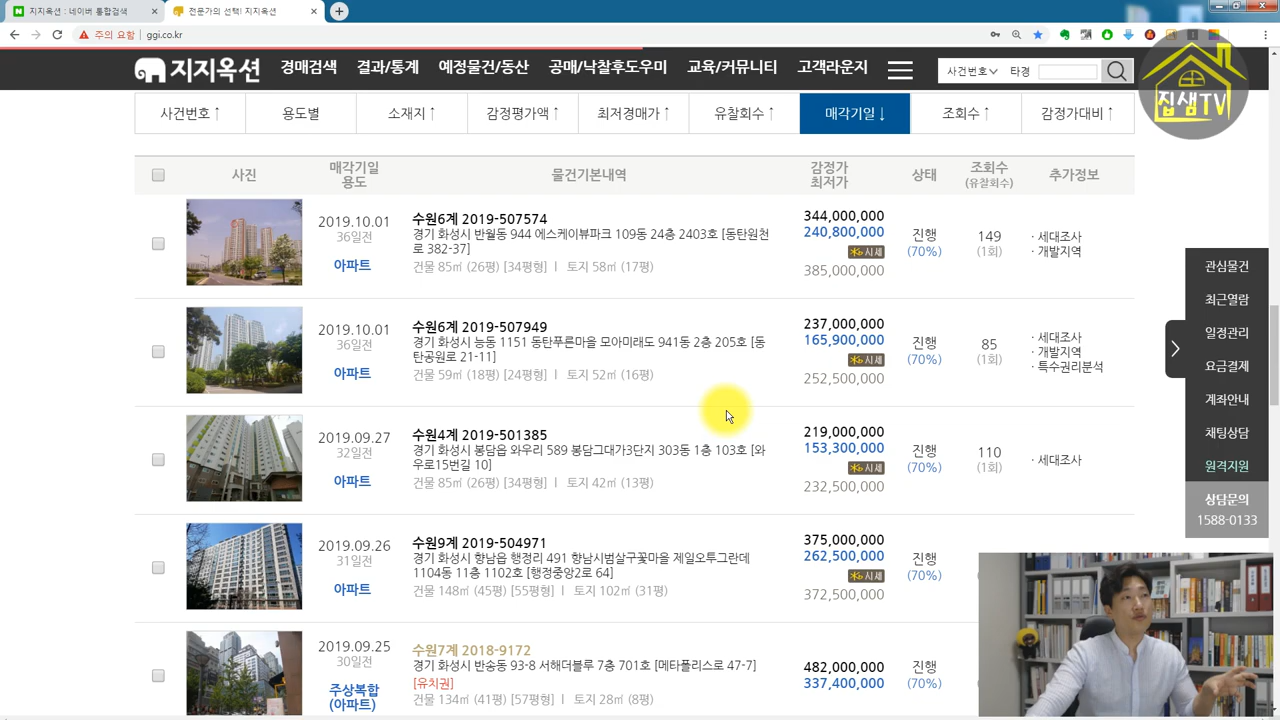 지지옥션 : 네이버 통합검색
전문가의 선택! 지지옥션
주의 요함 | ggi.co.kr
지지옥션 경매검색 결과/통계 예정물건/동산 공매/낙찰후도우미 교육/커뮤니티 고객라운지 사건번호 타경
집샘TV
사건번호↑ 용도별 소재지↑ 감정평가액↑ 최저경매가↑ 유찰회수↑ 매각기일↓ 조회수↑ 감정가대비↑
사진 매각기일 용도 물건기본내역 감정가 최저가 상태 조회수 (유찰회수) 추가정보
2019.10.01
36일전
아파트
수원6계 2019-507574
경기 화성시 반월동 944 에스케이뷰파크 109동 24층 2403호 [동탄원천
로 382-37]
건물 85㎡ (26평) [34평형] l 토지 58㎡ (17평)
344,000,000
240,800,000
시세
385,000,000
진행
(70%)
149
(1회)
· 세대조사
· 개발지역
2019.10.01
36일전
아파트
수원6계 2019-507949
경기 화성시 능동 1151 동탄푸른마을 모아미래도 941동 2층 205호 [동
탄공원로 21-11]
건물 59㎡ (18평) [24평형] l 토지 52㎡ (16평)
237,000,000
165,900,000
시세
252,500,000
진행
(70%)
85
(1회)
· 세대조사
· 개발지역
· 특수권리분석
2019.09.27
32일전
아파트
수원4계 2019-501385
경기 화성시 봉담읍 와우리 589 봉담그대가3단지 303동 1층 103호 [와
우로15번길 10]
건물 85㎡ (26평) [34평형] l 토지 42㎡ (13평)
219,000,000
153,300,000
시세
232,500,000
진행
(70%)
110
(1회)
· 세대조사
2019.09.26
31일전
아파트
수원9계 2019-504971
경기 화성시 향남읍 행정리 491 향남시범살구꽃마을 제일오투그란데
1104동 11층 1102호 [행정중앙2로 64]
건물 148㎡ (45평) [55평형] l 토지 102㎡ (31평)
375,000,000
262,500,000
시세
372,500,000
진행
(70%)
2019.09.25
30일전
주상복합
(아파트)
수원7계 2018-9172
경기 화성시 반송동 93-8 서해더블루 7층 701호 [메타폴리스로 47-7]
[유치권]
건물 134㎡ (41평) [57평형] l 토지 28㎡ (8평)
482,000,000
337,400,000
진행
(70%)
관심물건
최근열람
일정관리
요금결제
계좌안내
채팅상담
원격지원
상담문의
1588-0133